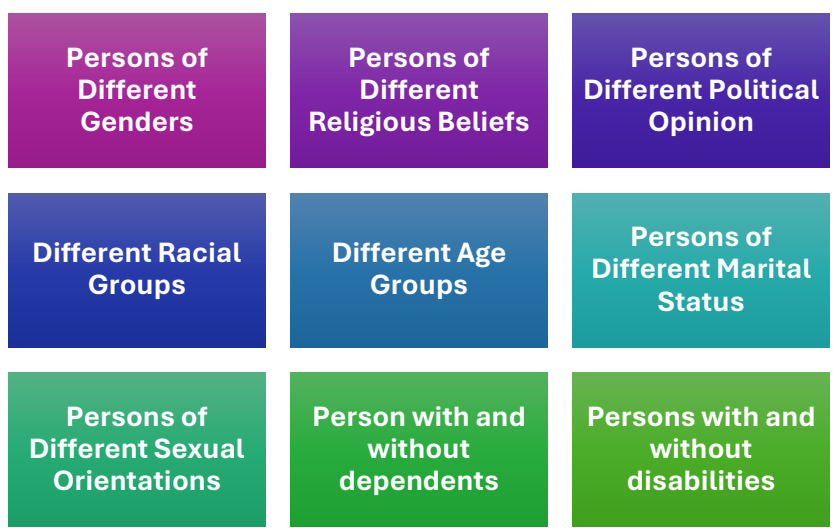 Persons of
Different
Genders
Persons of
Different
Religious Beliefs
Persons of
Different Political
Opinion
Different Racial
Groups
Different Age
Groups
Persons of
Different Marital
Status
Persons of
Different Sexual
Orientations
Person with and
without
dependents
Persons with and
without
disabilities